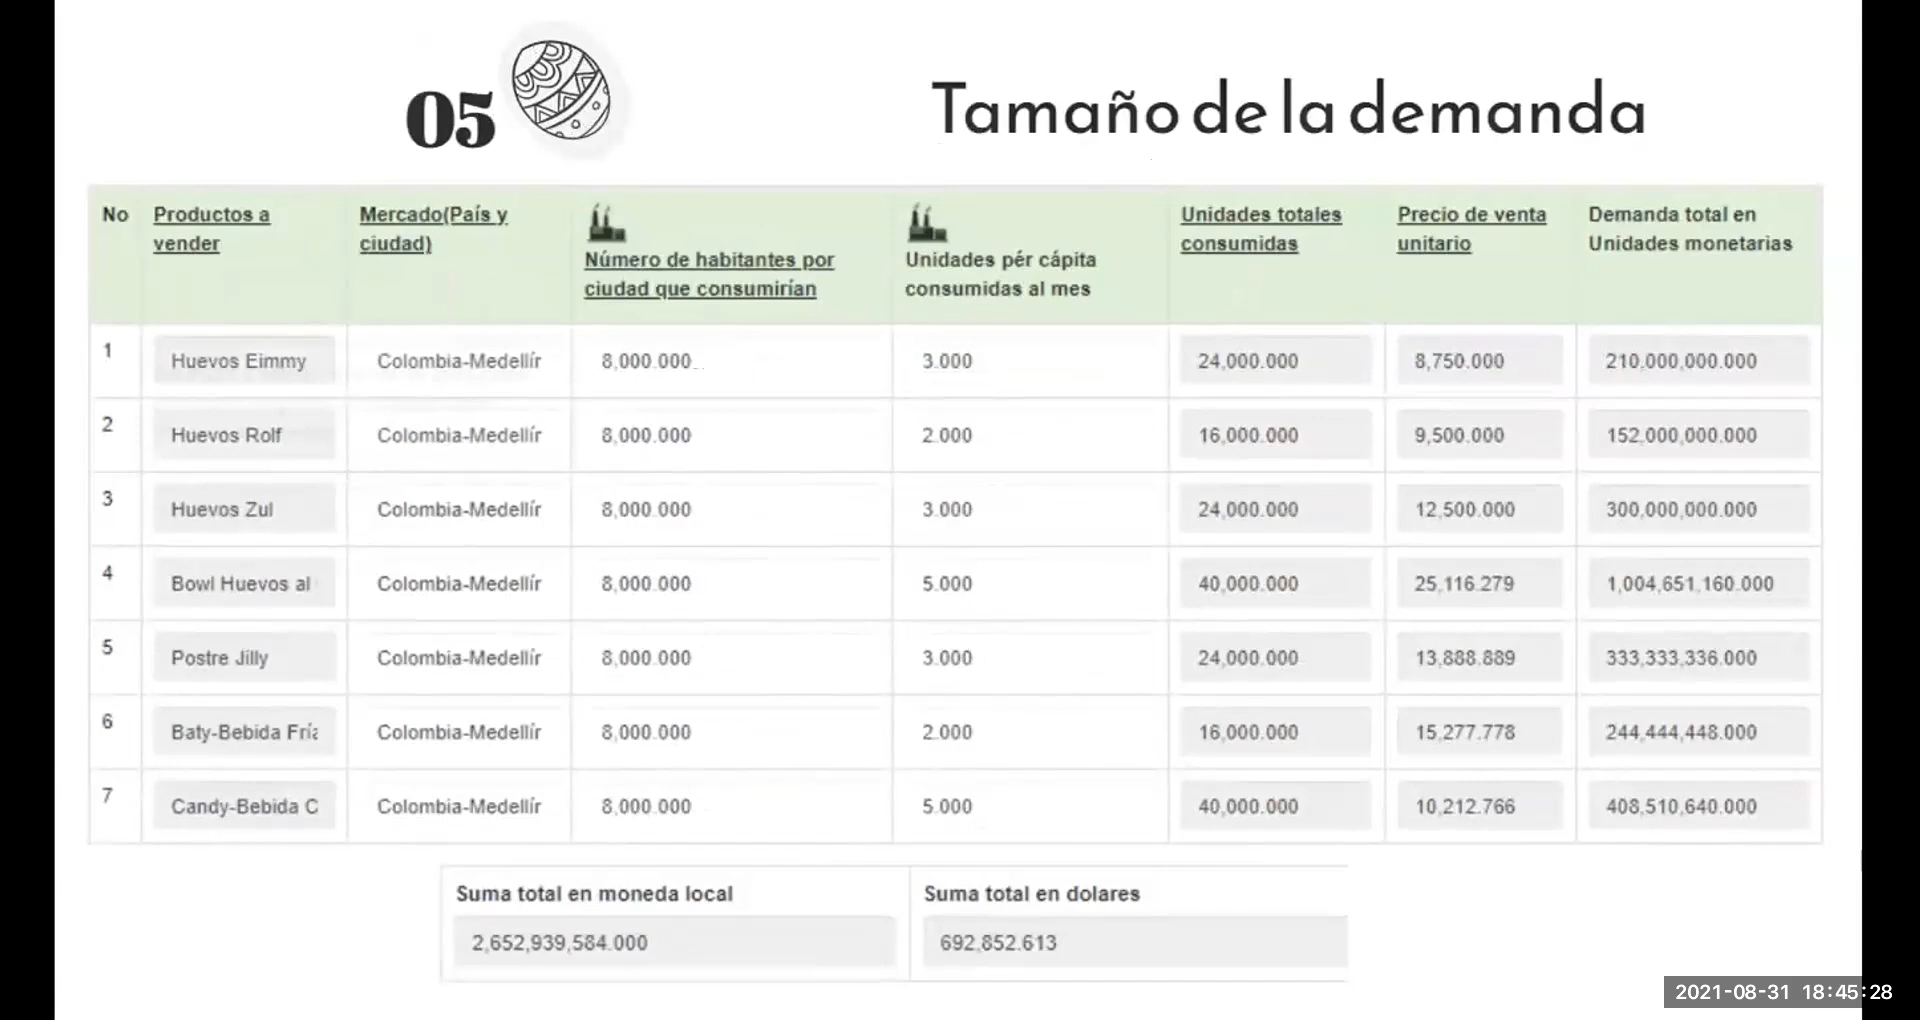 05
Tamaño de la demanda
No
Productos a
vender
Mercado(País y
ciudad)
Número de habitantes por
ciudad que consumirían
Unidades pér cápita
consumidas al mes
Unidades totales
consumidas
Precio de venta
unitario
Demanda total en
Unidades monetarias
1 Huevos Eimmy Colombia-Medellír 8,000.000 3.000 24,000.000 8,750.000 210,000,000.000
2 Huevos Rolf Colombia-Medellír 8,000.000 2.000 16,000.000 9,500.000 152,000,000.000
3 Huevos Zul Colombia-Medellír 8,000.000 3.000 24,000.000 12,500.000 300,000,000.000
4 Bowl Huevos al Colombia-Medellír 8,000.000 5.000 40,000.000 25,116.279 1,004,651,160.000
5 Postre Jilly Colombia-Medellír 8,000.000 3.000 24,000.000 13,888.889 333,333,336.000
6 Baty-Bebida Fría Colombia-Medellír 8,000.000 2.000 16,000.000 15,277.778 244,444,448.000
7 Candy-Bebida C Colombia-Medellír 8,000.000 5.000 40,000.000 10,212.766 408,510,640.000
Suma total en moneda local
2,652,939,584.000
Suma total en dolares
692,852.613
2021-08-31 18:45:28